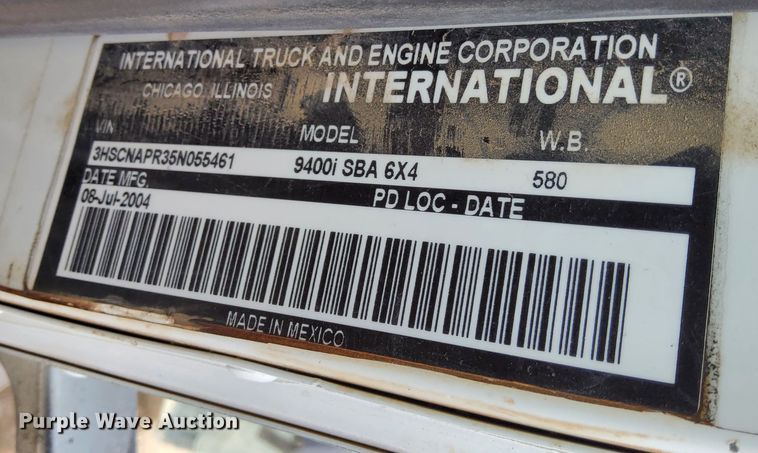 INTERNATIONAL TRUCK AND ENGINE CORPORATION
CHICAGO, ILLINOIS INTERNATIONAL®
VIN MODEL W.B.
3HSCNAPR35N055461 9400i SBA 6X4 580
DATE MFG. PD LOC - DATE
08-Jul-2004
MADE IN MEXICO
Purple Wave Auction